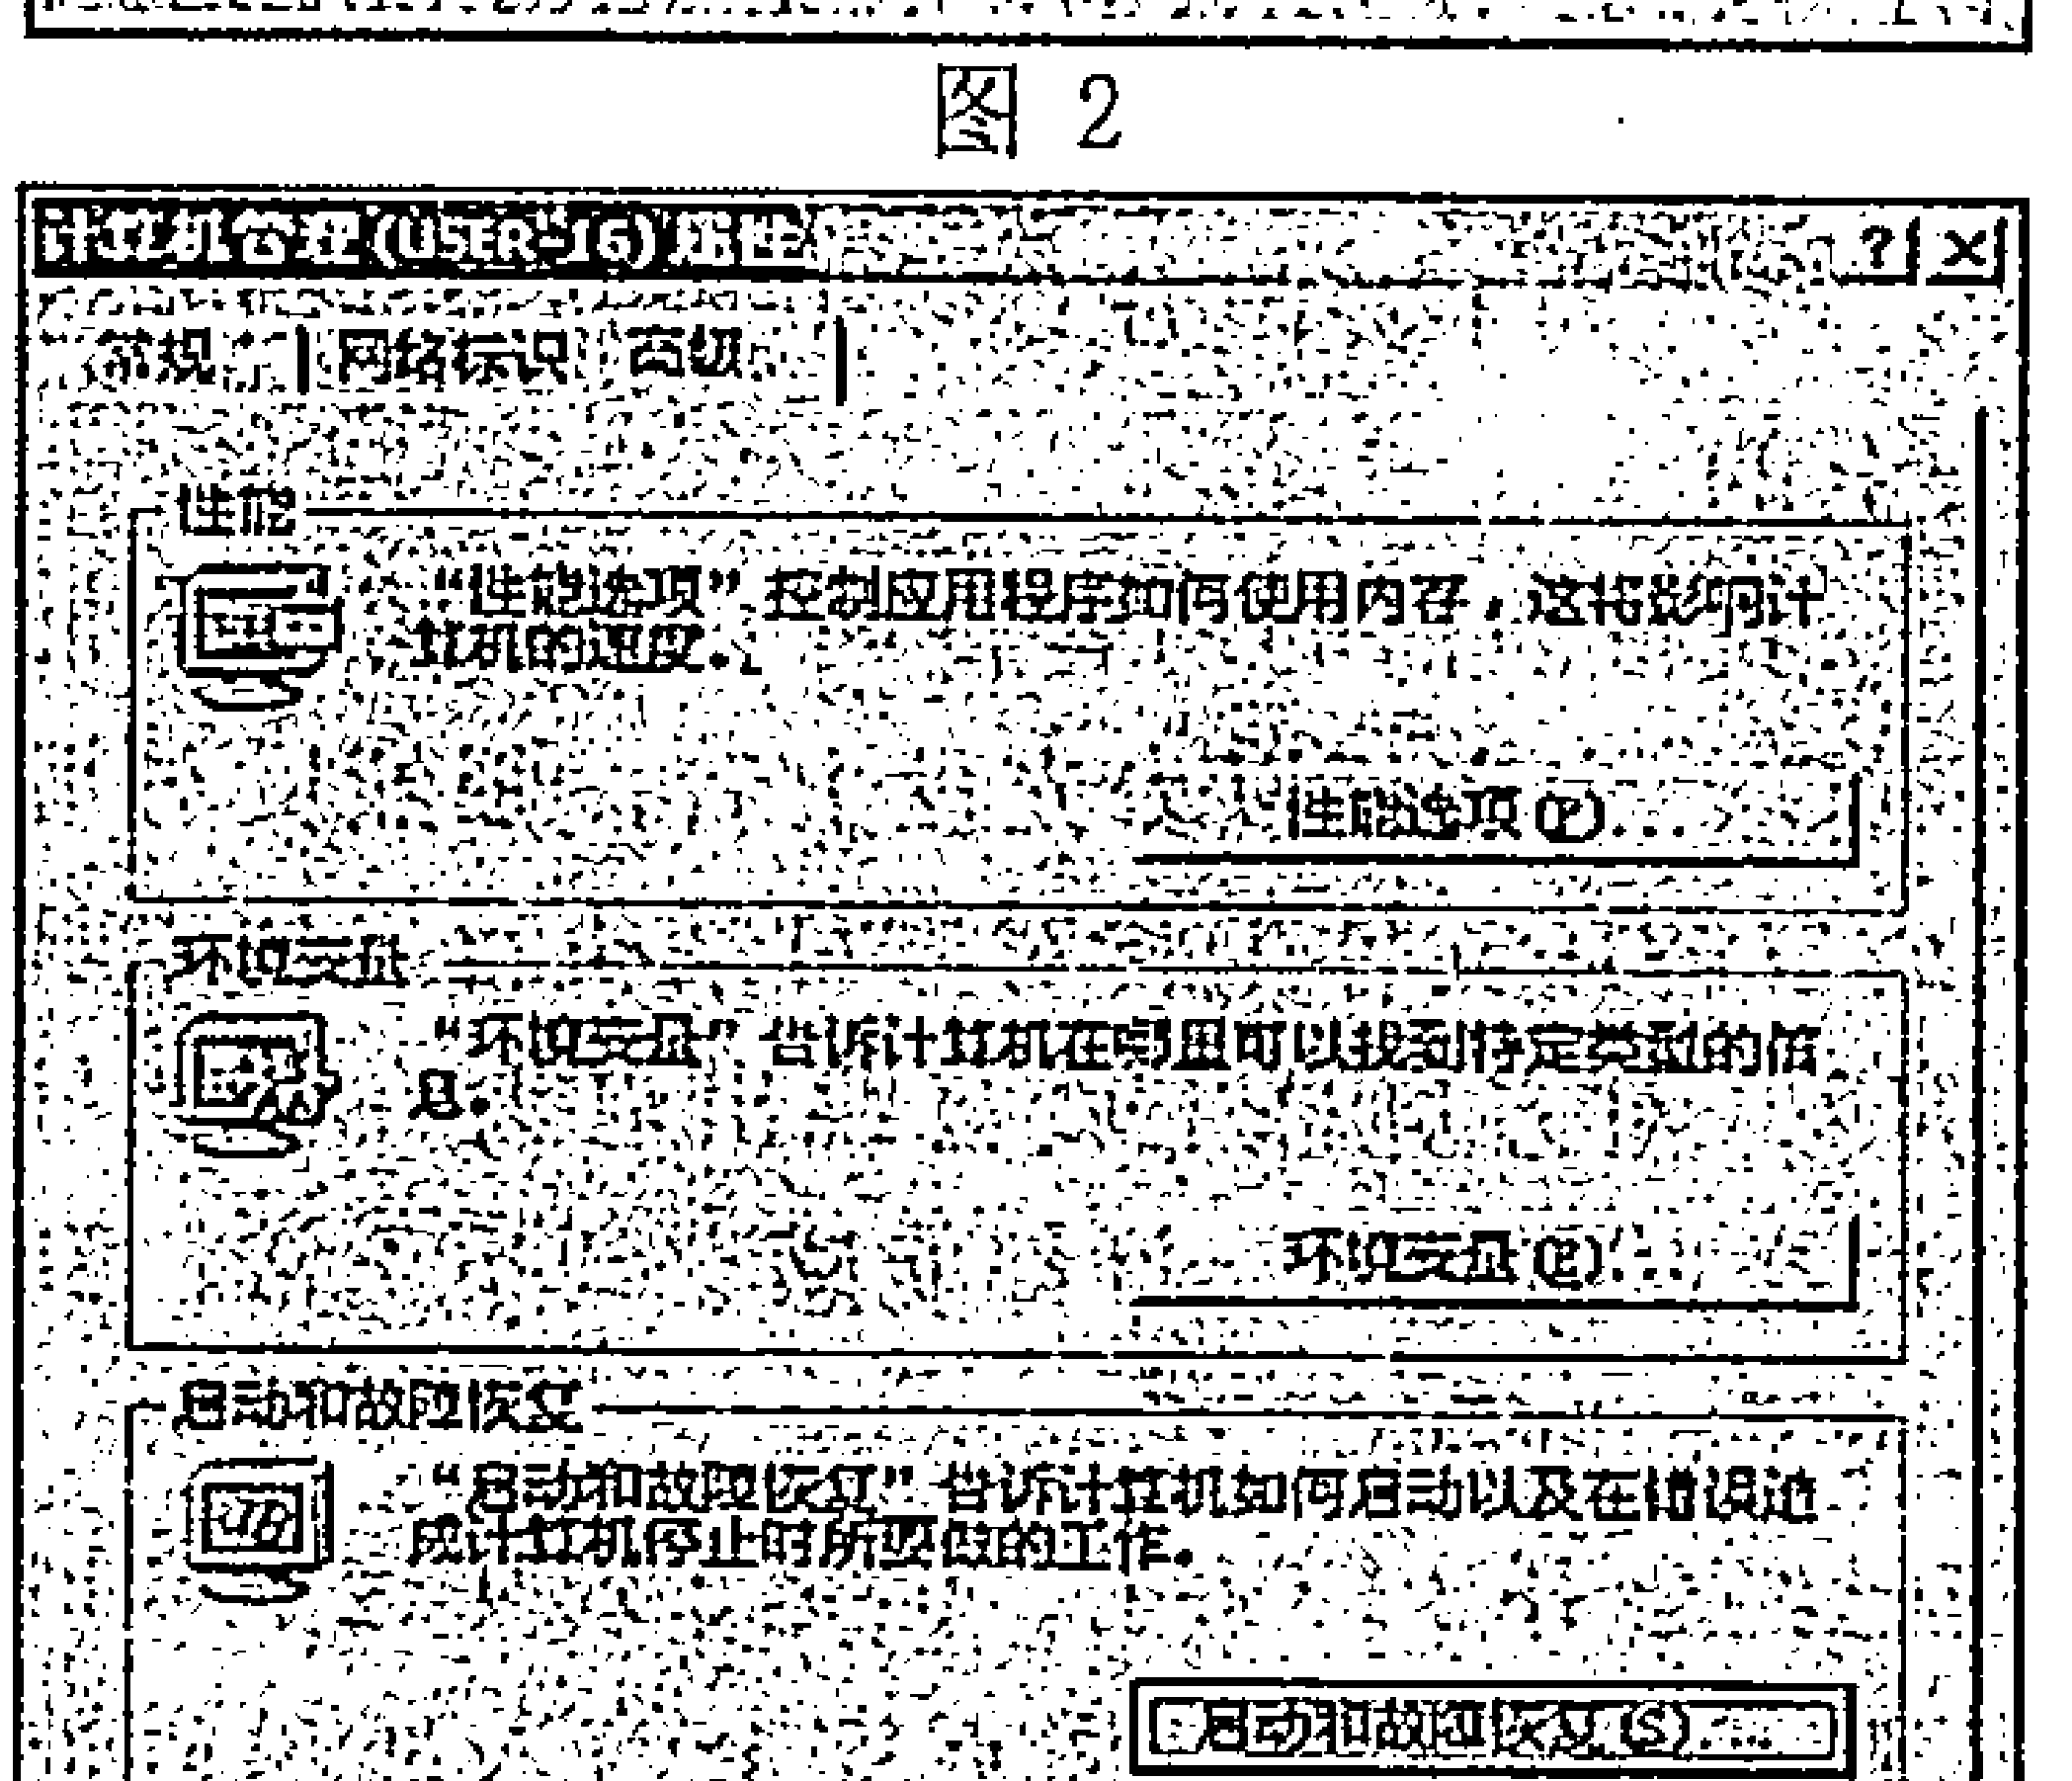 图 2
计算机管理(USER-16)属性
常规 网络标识 高级
性能
“性能选项”控制应用程序如何使用内存，这将影响计
算机的速度。
性能选项(P)...
环境变量
“环境变量”告诉计算机在哪里可以找到特定类型的信
息。
环境变量(E)...
启动和故障恢复
“启动和故障恢复”告诉计算机如何启动以及在错误造
成计算机停止时所要做的工作。
启动和故障恢复(S)...